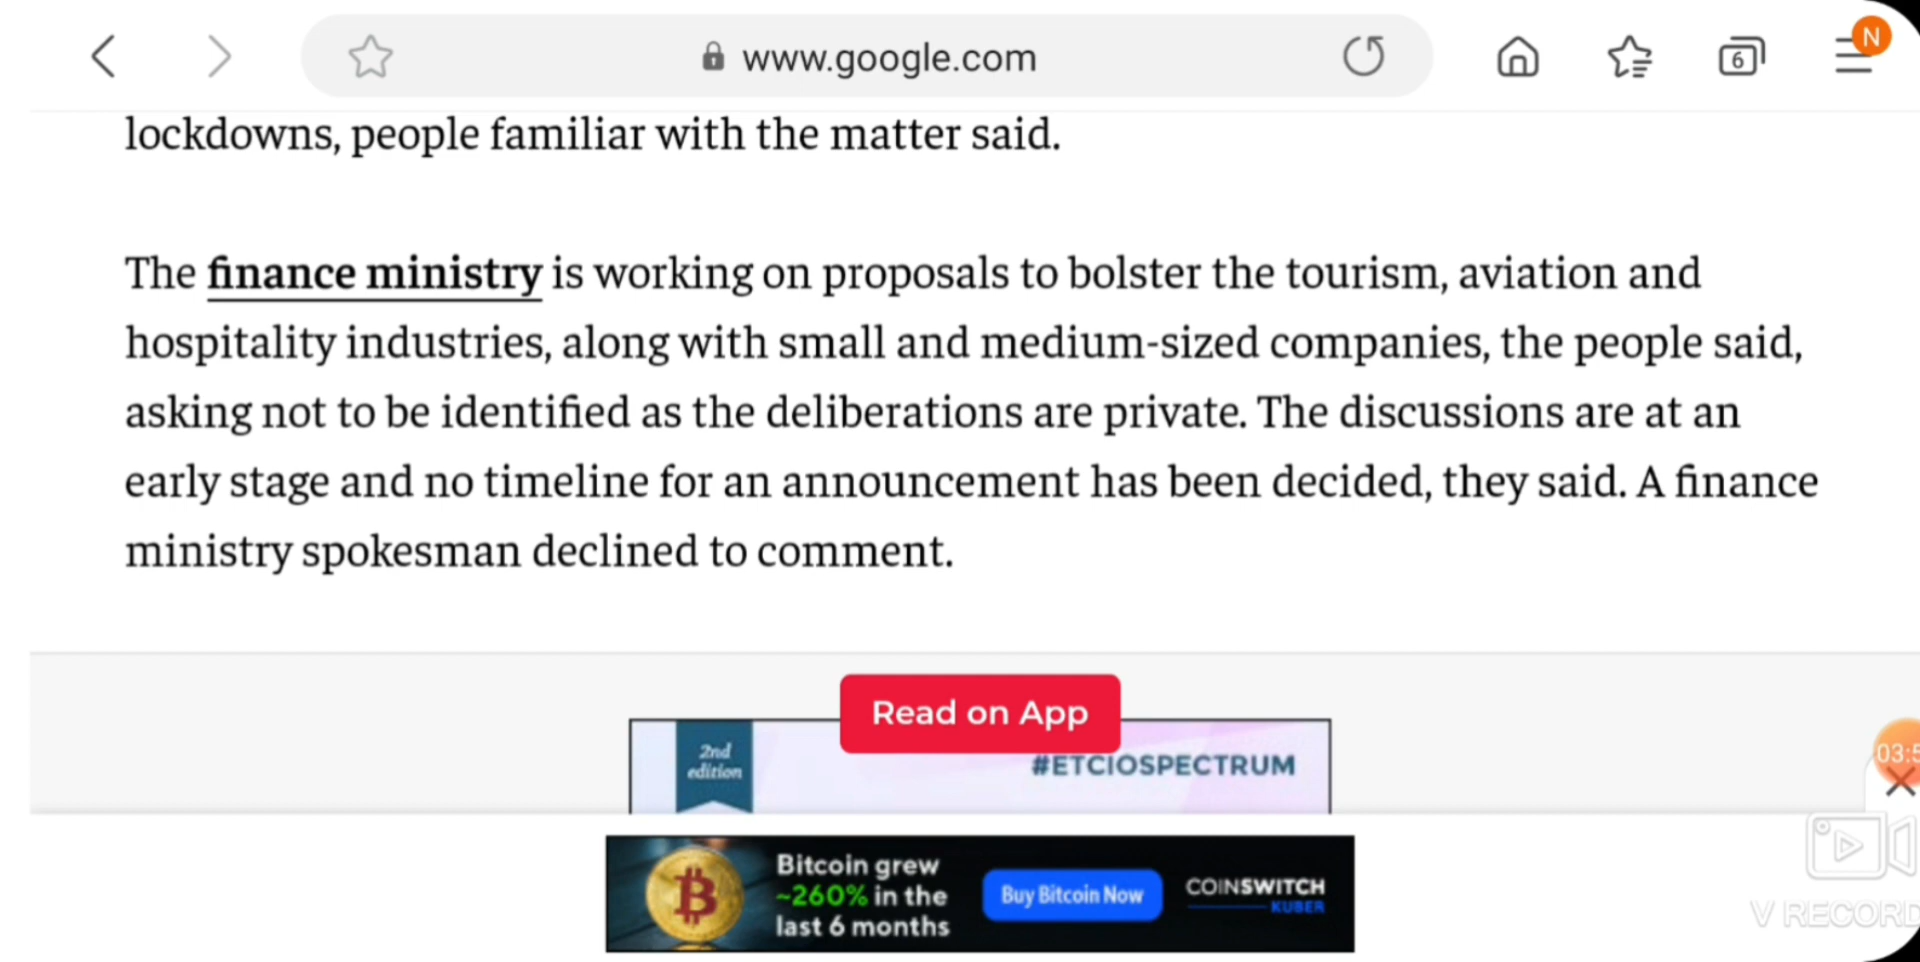 www.google.com
6
N
lockdowns, people familiar with the matter said.
The finance ministry is working on proposals to bolster the tourism, aviation and
hospitality industries, along with small and medium-sized companies, the people said,
asking not to be identified as the deliberations are private. The discussions are at an
early stage and no timeline for an announcement has been decided, they said. A finance
ministry spokesman declined to comment.
Read on App
2nd
edition
#ETCIOSPECTRUM
03:5
Bitcoin grew
~260% in the
last 6 months
Buy Bitcoin Now
COINSWITCH
KUBER
V RECORD